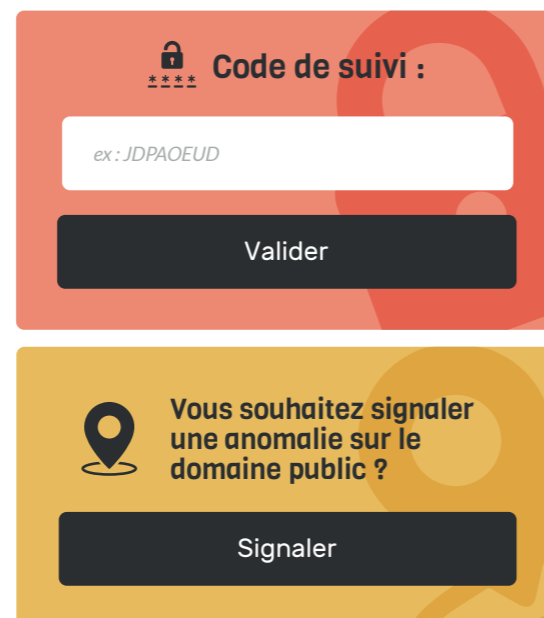 Code de suivi :
ex : JDPAOEUD
Valider
Vous souhaitez signaler
une anomalie sur le
domaine public ?
Signaler